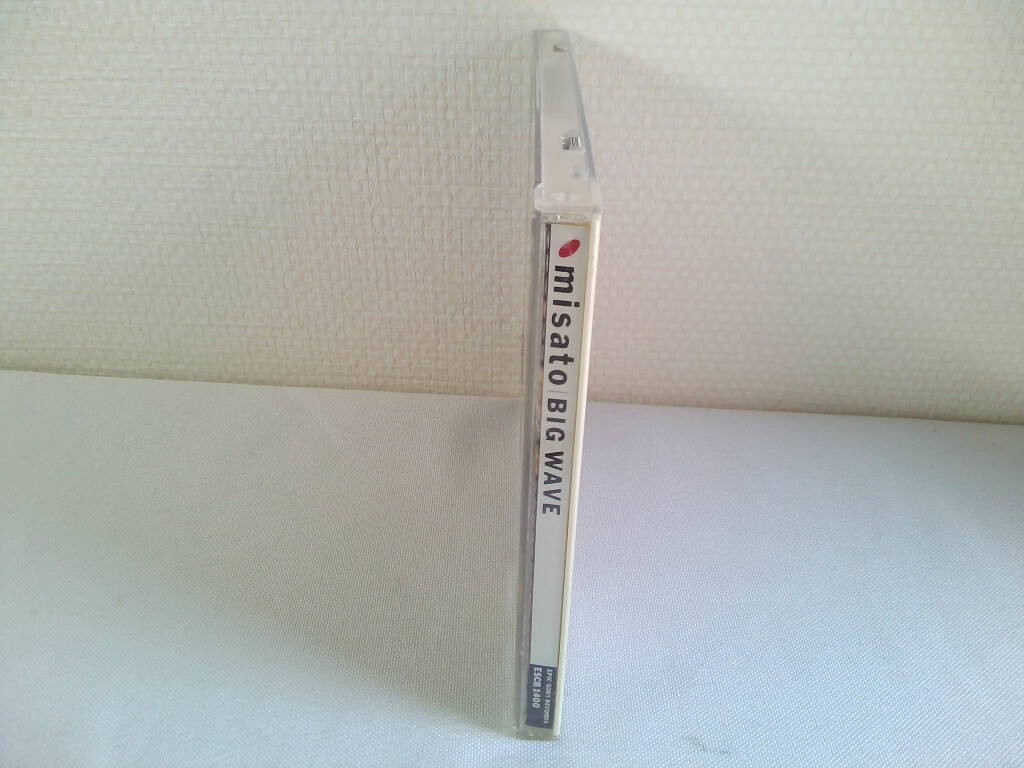 misato | BIG WAVE
EPIC SONY RECORDS
ESCB 1400